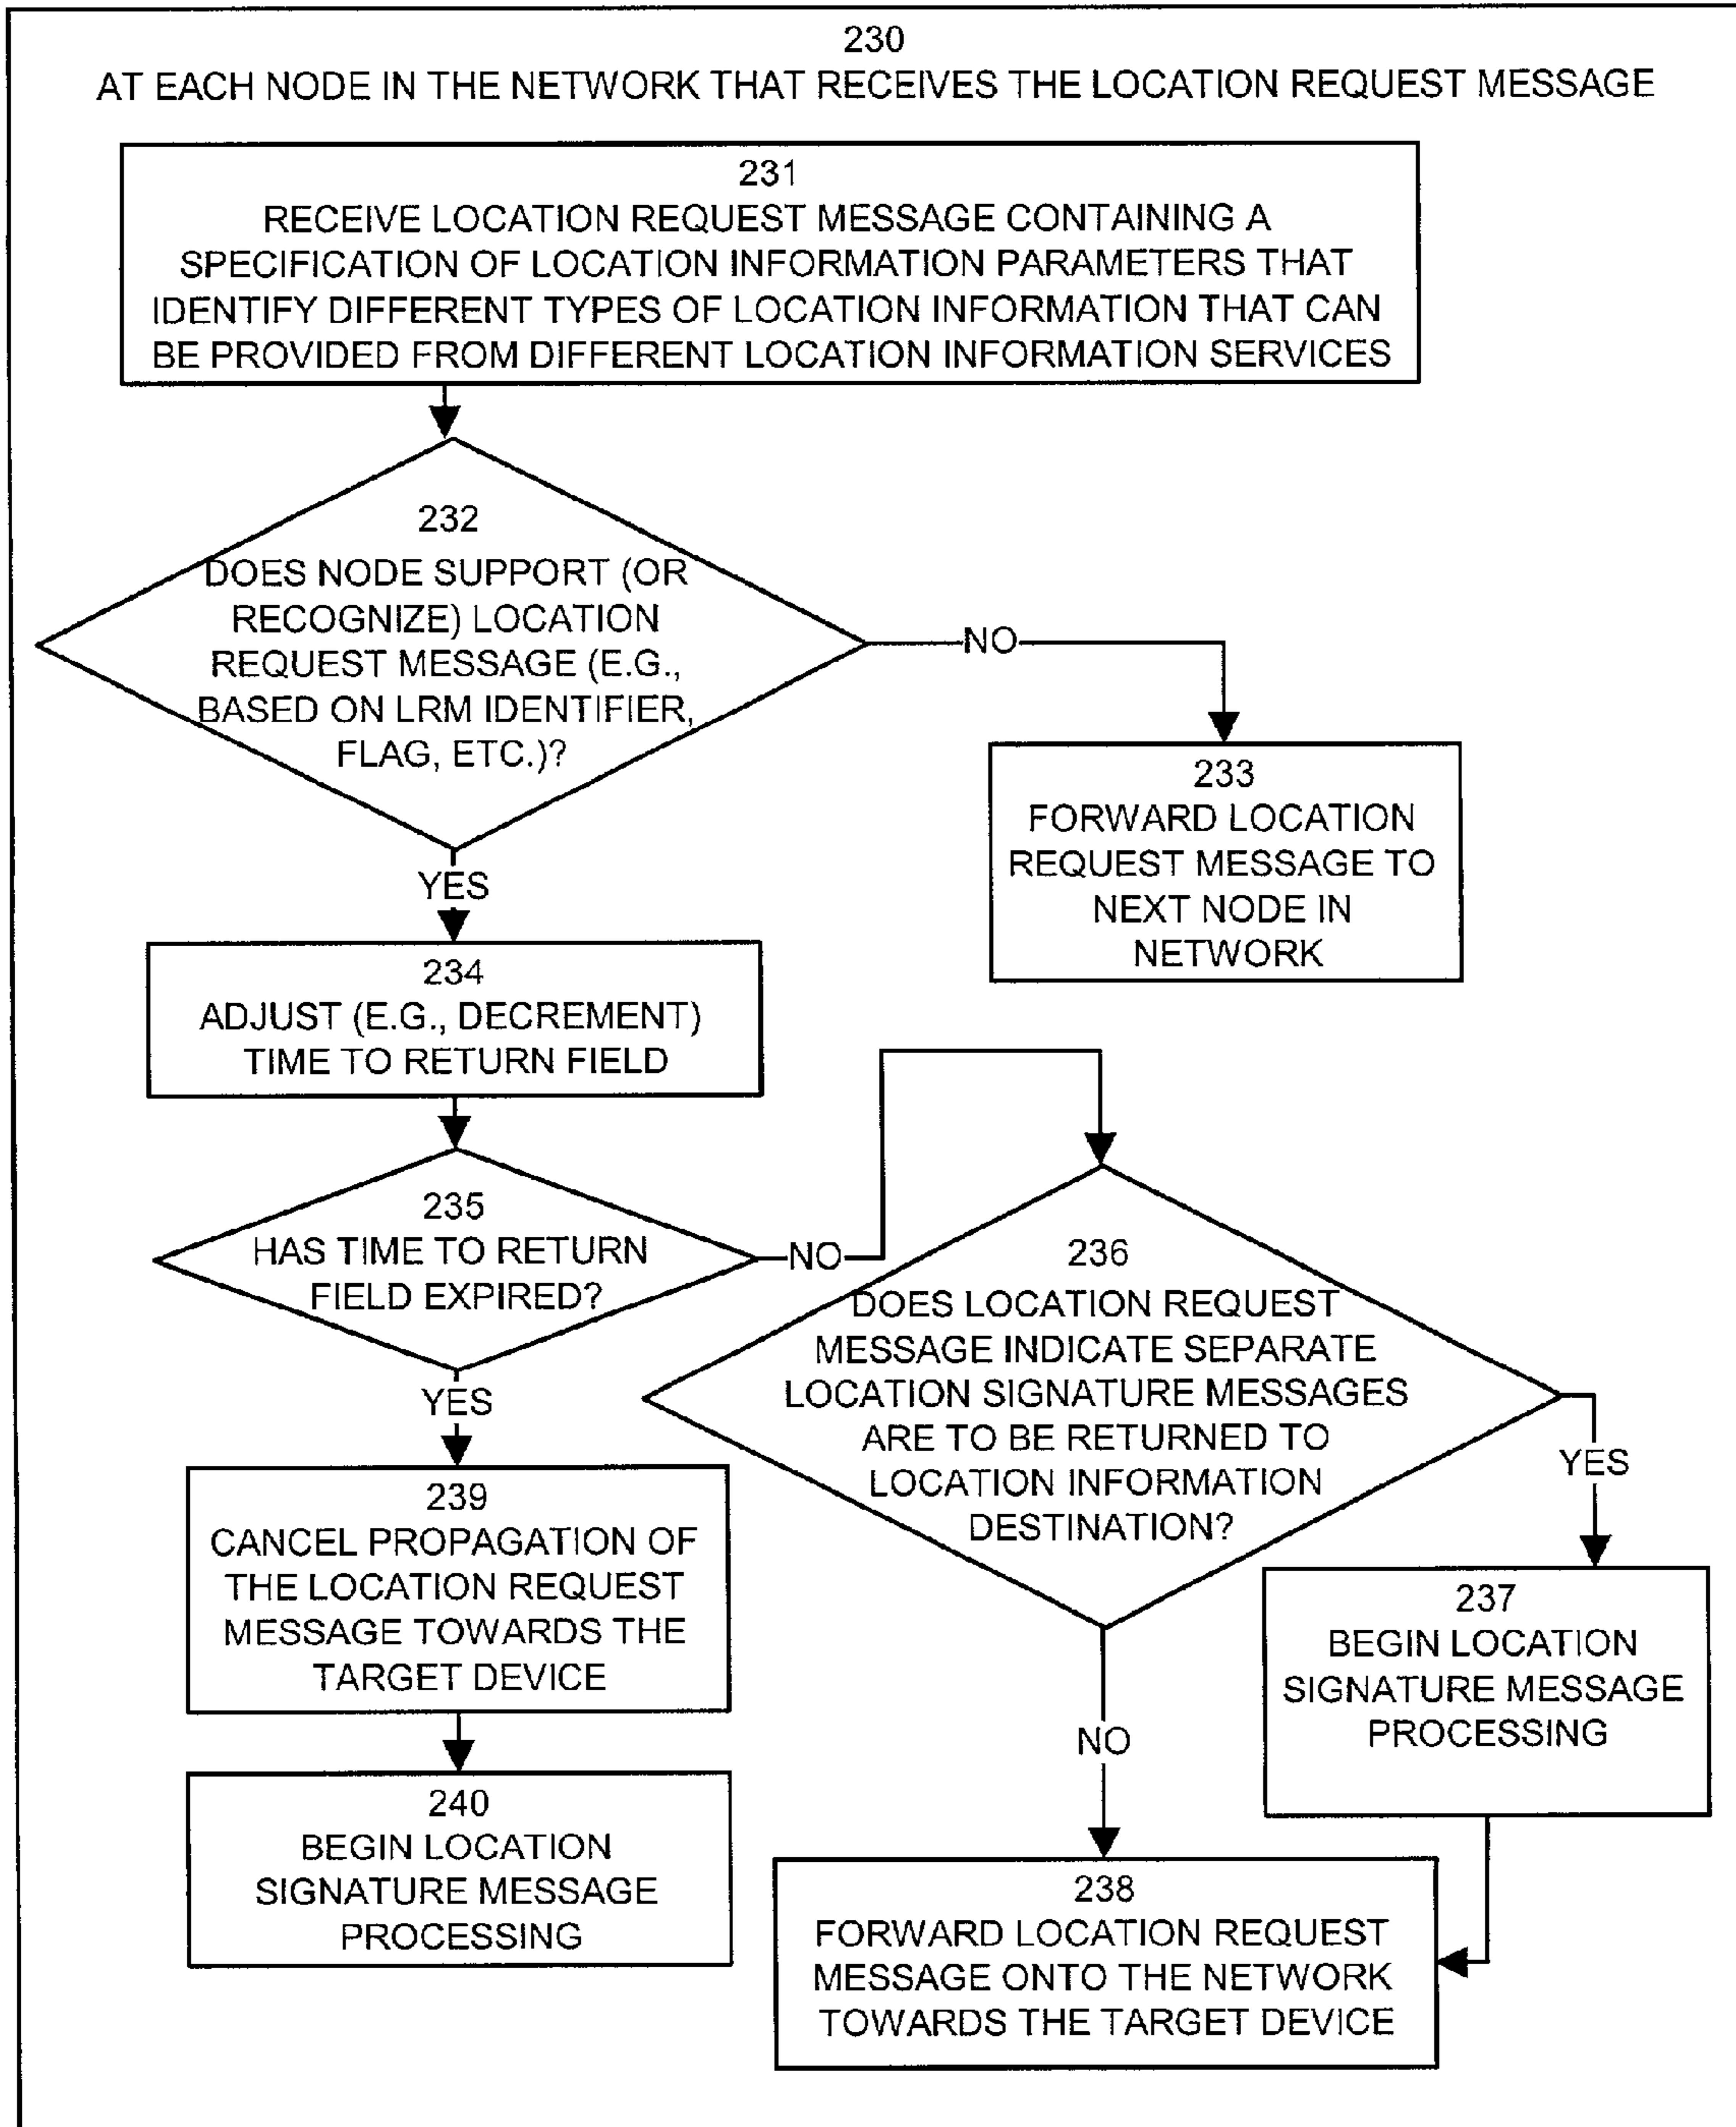 230
AT EACH NODE IN THE NETWORK THAT RECEIVES THE LOCATION REQUEST MESSAGE
231
RECEIVE LOCATION REQUEST MESSAGE CONTAINING A
SPECIFICATION OF LOCATION INFORMATION PARAMETERS THAT
IDENTIFY DIFFERENT TYPES OF LOCATION INFORMATION THAT CAN
BE PROVIDED FROM DIFFERENT LOCATION INFORMATION SERVICES
232
DOES NODE SUPPORT (OR
RECOGNIZE) LOCATION
REQUEST MESSAGE (E.G.,
BASED ON LRM IDENTIFIER,
FLAG, ETC.)?
NO
233
FORWARD LOCATION
REQUEST MESSAGE TO
NEXT NODE IN
NETWORK
YES
234
ADJUST (E.G., DECREMENT)
TIME TO RETURN FIELD
235
HAS TIME TO RETURN
FIELD EXPIRED?
NO
236
DOES LOCATION REQUEST
MESSAGE INDICATE SEPARATE
LOCATION SIGNATURE MESSAGES
ARE TO BE RETURNED TO
LOCATION INFORMATION
DESTINATION?
YES
237
BEGIN LOCATION
SIGNATURE MESSAGE
PROCESSING
NO
238
FORWARD LOCATION REQUEST
MESSAGE ONTO THE NETWORK
TOWARDS THE TARGET DEVICE
YES
239
CANCEL PROPAGATION OF
THE LOCATION REQUEST
MESSAGE TOWARDS THE
TARGET DEVICE
240
BEGIN LOCATION
SIGNATURE MESSAGE
PROCESSING